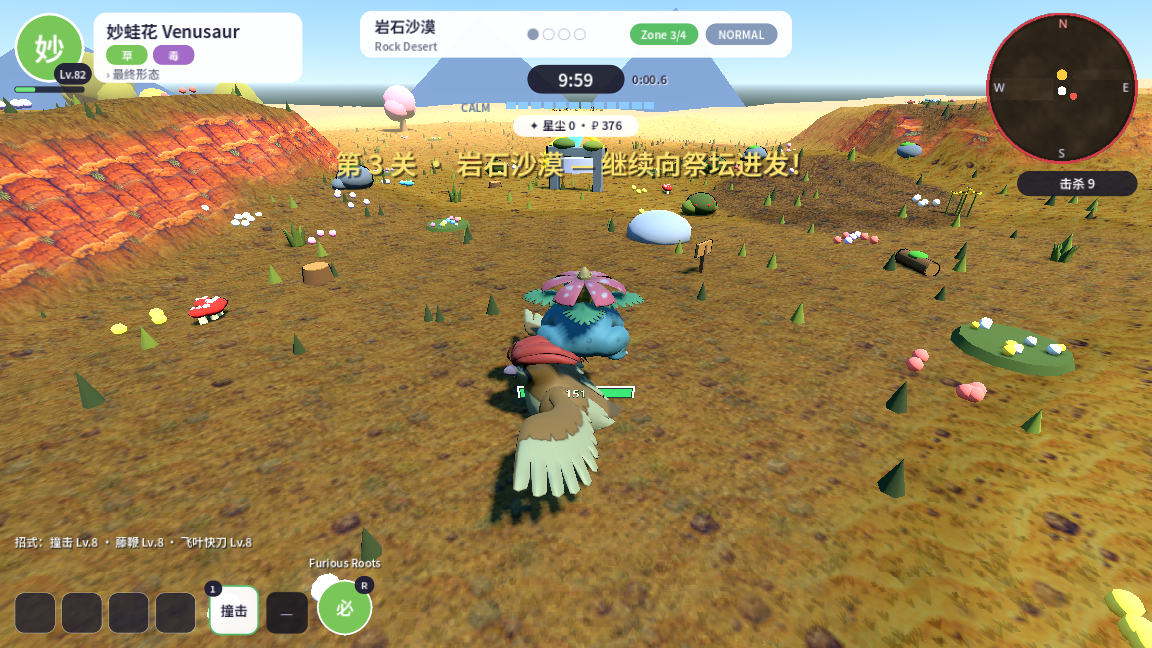 妙
Lv.82
妙蛙花 Venusaur
草 毒
› 最终形态
岩石沙漠
Rock Desert
Zone 3/4
NORMAL
9:59
0:00.6
CALM
✦ 星尘 0 · ₽ 376
第 3 关 · 岩石沙漠 — 继续向祭坛进发!
N
W
E
S
击杀 9
151
招式: 撞击 Lv.8 · 藤鞭 Lv.8 · 飞叶快刀 Lv.8
Furious Roots
1
撞击
—
R
必